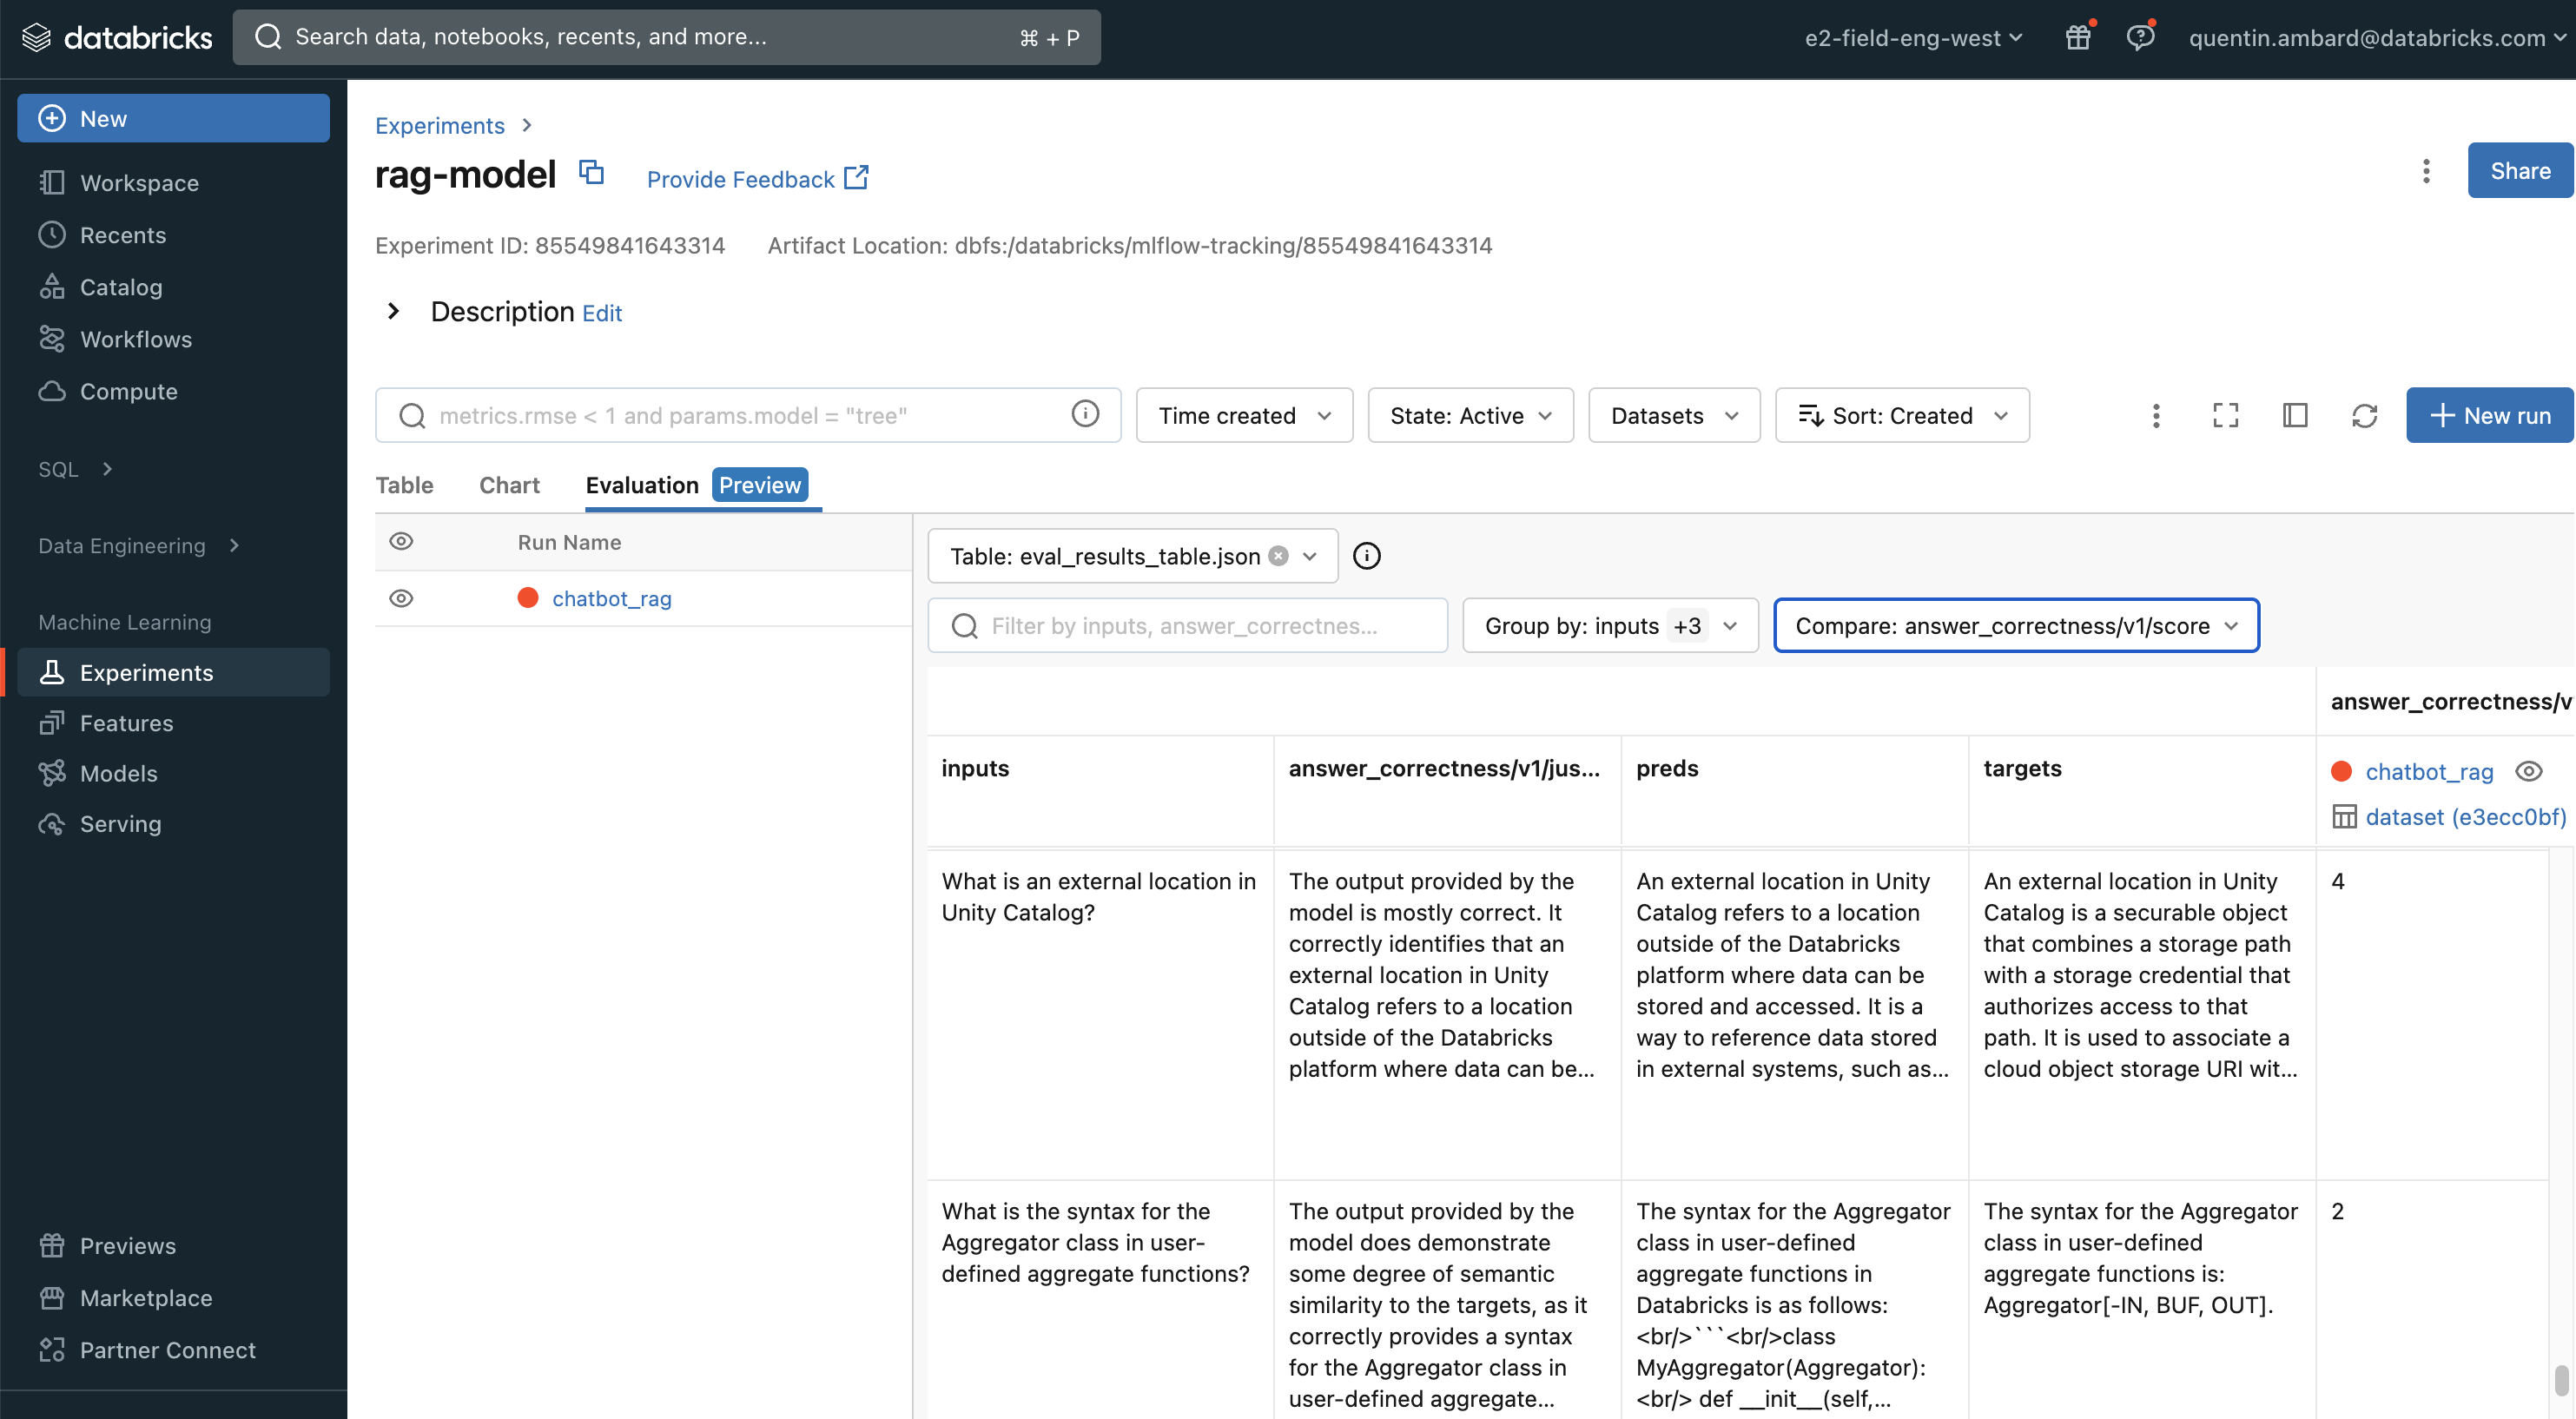 databricks
Search data, notebooks, recents, and more...
⌘ + P
e2-field-eng-west
quentin.ambard@databricks.com
New
Workspace
Recents
Catalog
Workflows
Compute
SQL
Data Engineering
Machine Learning
Experiments
Features
Models
Serving
Previews
Marketplace
Partner Connect
Experiments
rag-model
Provide Feedback
Share
Experiment ID: 85549841643314
Artifact Location: dbfs:/databricks/mlflow-tracking/85549841643314
Description Edit
metrics.rmse < 1 and params.model = "tree"
Time created
State: Active
Datasets
Sort: Created
New run
Table
Chart
Evaluation
Preview
Run Name
chatbot_rag
Table: eval_results_table.json
Filter by inputs, answer_correctnes...
Group by: inputs +3
Compare: answer_correctness/v1/score
answer_correctness/v
inputs
answer_correctness/v1/jus...
preds
targets
chatbot_rag
dataset (e3ecc0bf)
What is an external location in
Unity Catalog?
The output provided by the
model is mostly correct. It
correctly identifies that an
external location in Unity
Catalog refers to a location
outside of the Databricks
platform where data can be...
An external location in Unity
Catalog refers to a location
outside of the Databricks
platform where data can be
stored and accessed. It is a
way to reference data stored
in external systems, such as...
An external location in Unity
Catalog is a securable object
that combines a storage path
with a storage credential that
authorizes access to that
path. It is used to associate a
cloud object storage URI wit...
4
What is the syntax for the
Aggregator class in user-
defined aggregate functions?
The output provided by the
model does demonstrate
some degree of semantic
similarity to the targets, as it
correctly provides a syntax
for the Aggregator class in
user-defined aggregate...
The syntax for the Aggregator
class in user-defined
aggregate functions in
Databricks is as follows:
<br/>```<br/>class
MyAggregator(Aggregator):
<br/> def __init__(self,...
The syntax for the Aggregator
class in user-defined
aggregate functions is:
Aggregator[-IN, BUF, OUT].
2